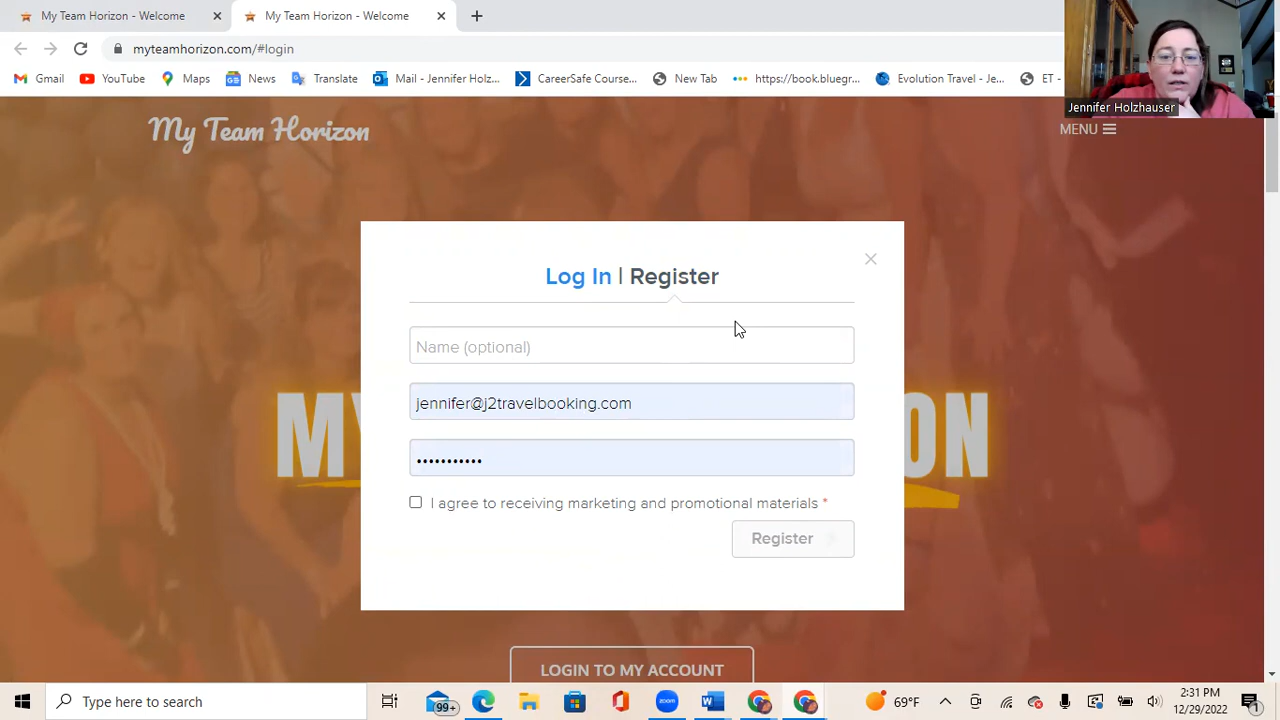 My Team Horizon - Welcome
My Team Horizon - Welcome
myteamhorizon.com/#login
Gmail
YouTube
Maps
News
Translate
Mail - Jennifer Holz...
CareerSafe Course...
New Tab
https://book.bluegr...
Evolution Travel - Je...
ET -
Jennifer Holzhauser
My Team Horizon
MENU
Log In | Register
Name (optional)
jennifer@j2travelbooking.com
•••••••••••
I agree to receiving marketing and promotional materials *
Register
LOGIN TO MY ACCOUNT
Type here to search
99+
zoom
69°F
2:31 PM
12/29/2022
1